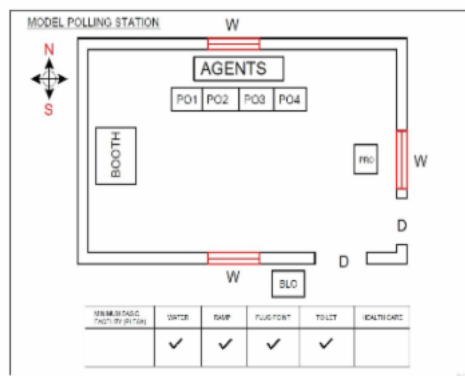 MODEL POLLING STATION
W
N
S
AGENTS
PO1 PO2 PO3 PO4
BOOTH
PRO
W
D
D
W
BLO
WATER RAMP PLUG POINT TOILET HEALTH CARE
✓ ✓ ✓ ✓